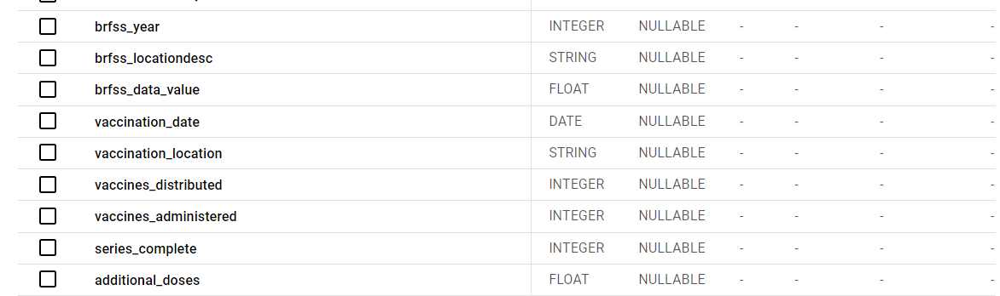 brfss_year INTEGER NULLABLE - - - -
brfss_locationdesc STRING NULLABLE - - - -
brfss_data_value FLOAT NULLABLE - - - -
vaccination_date DATE NULLABLE - - - -
vaccination_location STRING NULLABLE - - - -
vaccines_distributed INTEGER NULLABLE - - - -
vaccines_administered INTEGER NULLABLE - - - -
series_complete INTEGER NULLABLE - - - -
additional_doses FLOAT NULLABLE - - - -